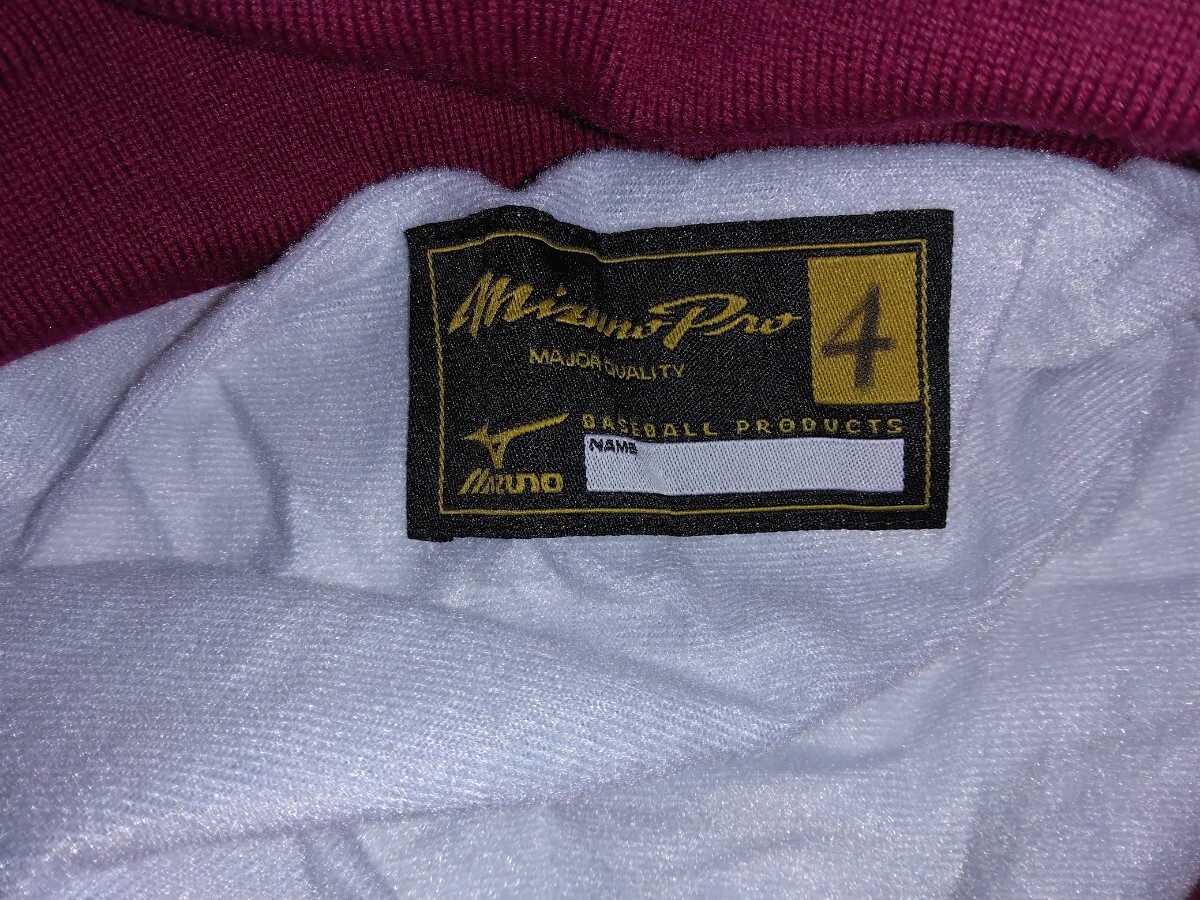 Mizuno Pro 4
MAJOR QUALITY
BASEBALL PRODUCTS
NAME
MIZUNO